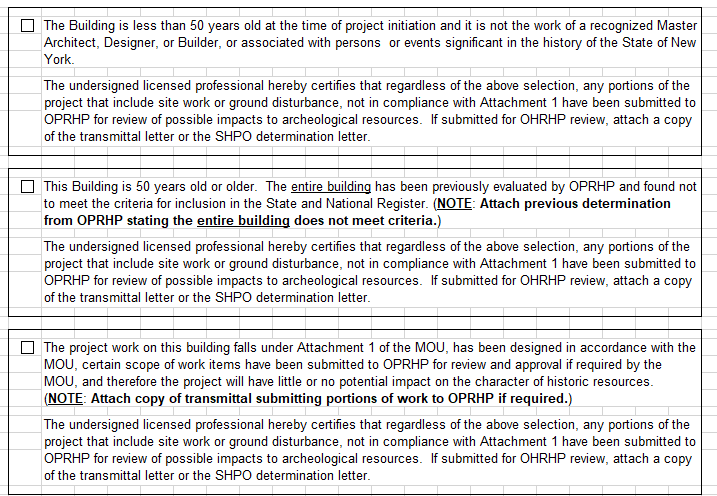 The Building is less than 50 years old at the time of project initiation and it is not the work of a recognized Master
Architect, Designer, or Builder, or associated with persons or events significant in the history of the State of New
York.
The undersigned licensed professional hereby certifies that regardless of the above selection, any portions of the
project that include site work or ground disturbance, not in compliance with Attachment 1 have been submitted to
OPRHP for review of possible impacts to archeological resources. If submitted for OHRHP review, attach a copy
of the transmittal letter or the SHPO determination letter.
This Building is 50 years old or older. The entire building has been previously evaluated by OPRHP and found not
to meet the criteria for inclusion in the State and National Register. (NOTE: Attach previous determination
from OPRHP stating the entire building does not meet criteria.)
The undersigned licensed professional hereby certifies that regardless of the above selection, any portions of the
project that include site work or ground disturbance, not in compliance with Attachment 1 have been submitted to
OPRHP for review of possible impacts to archeological resources. If submitted for OHRHP review, attach a copy
of the transmittal letter or the SHPO determination letter.
The project work on this building falls under Attachment 1 of the MOU, has been designed in accordance with the
MOU, certain scope of work items have been submitted to OPRHP for review and approval if required by the
MOU, and therefore the project will have little or no potential impact on the character of historic resources.
(NOTE: Attach copy of transmittal submitting portions of work to OPRHP if required.)
The undersigned licensed professional hereby certifies that regardless of the above selection, any portions of the
project that include site work or ground disturbance, not in compliance with Attachment 1 have been submitted to
OPRHP for review of possible impacts to archeological resources. If submitted for OHRHP review, attach a copy
of the transmittal letter or the SHPO determination letter.